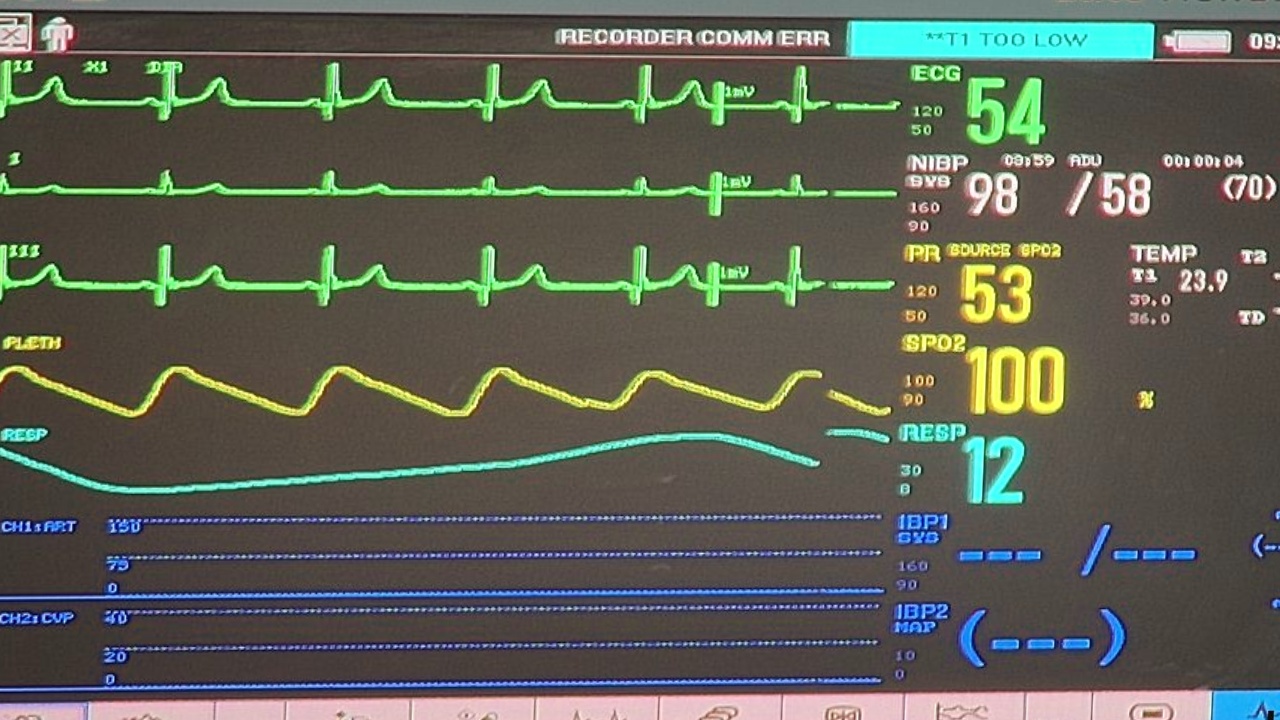 RECORDER COMM ERR **T1 TOO LOW 09:
II X1 DIA
1mV
ECG 54
120
50
I
1mV
NIBP 08:59 ADU 00:00:04
SYS 98 /58 (70)
160
90
III
1mV
PR SOURCE SPO2 53
120
50
TEMP T2
T1 23.9
39.0
36.0 TD
PLETH
SPO2 100 %
100
90
RESP
RESP 12
30
8
CH1:ART 150
75
0
IBP1
SYS --- /--- (--
160
90
CH2:CVP 40
20
0
IBP2
MAP (---)
10
0